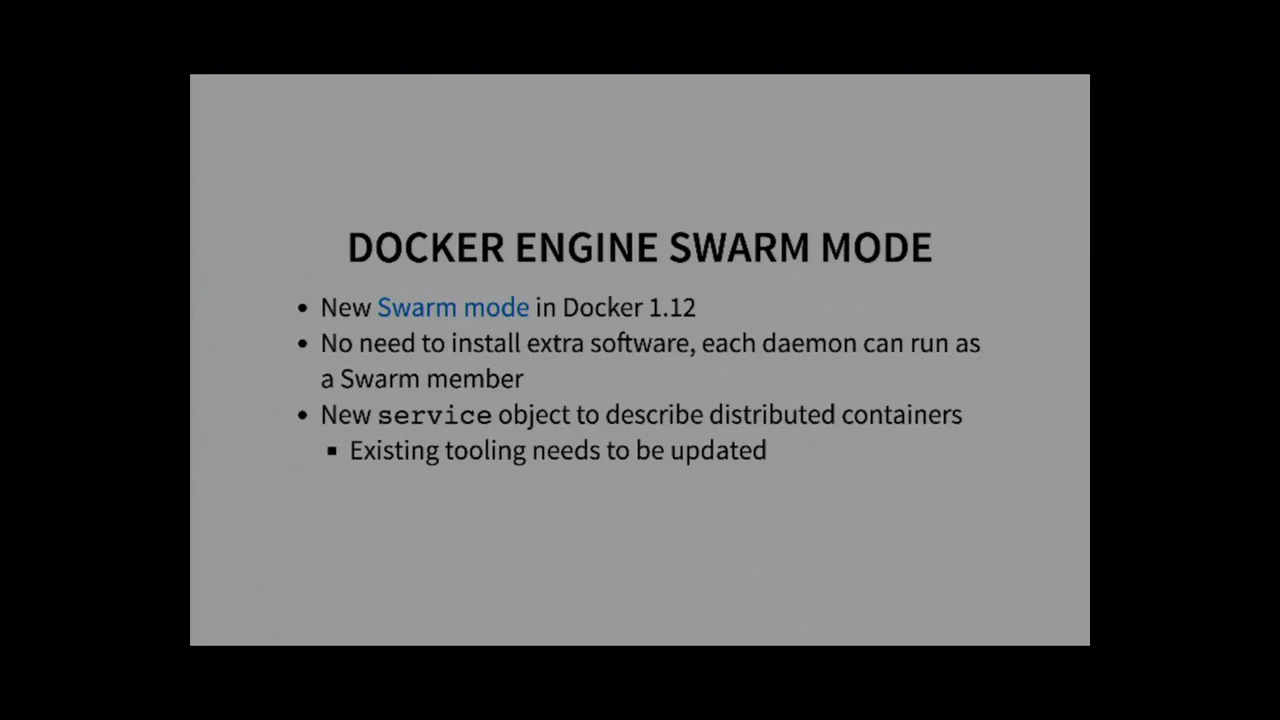 DOCKER ENGINE SWARM MODE
• New Swarm mode in Docker 1.12
• No need to install extra software, each daemon can run as
a Swarm member
• New service object to describe distributed containers
▪ Existing tooling needs to be updated